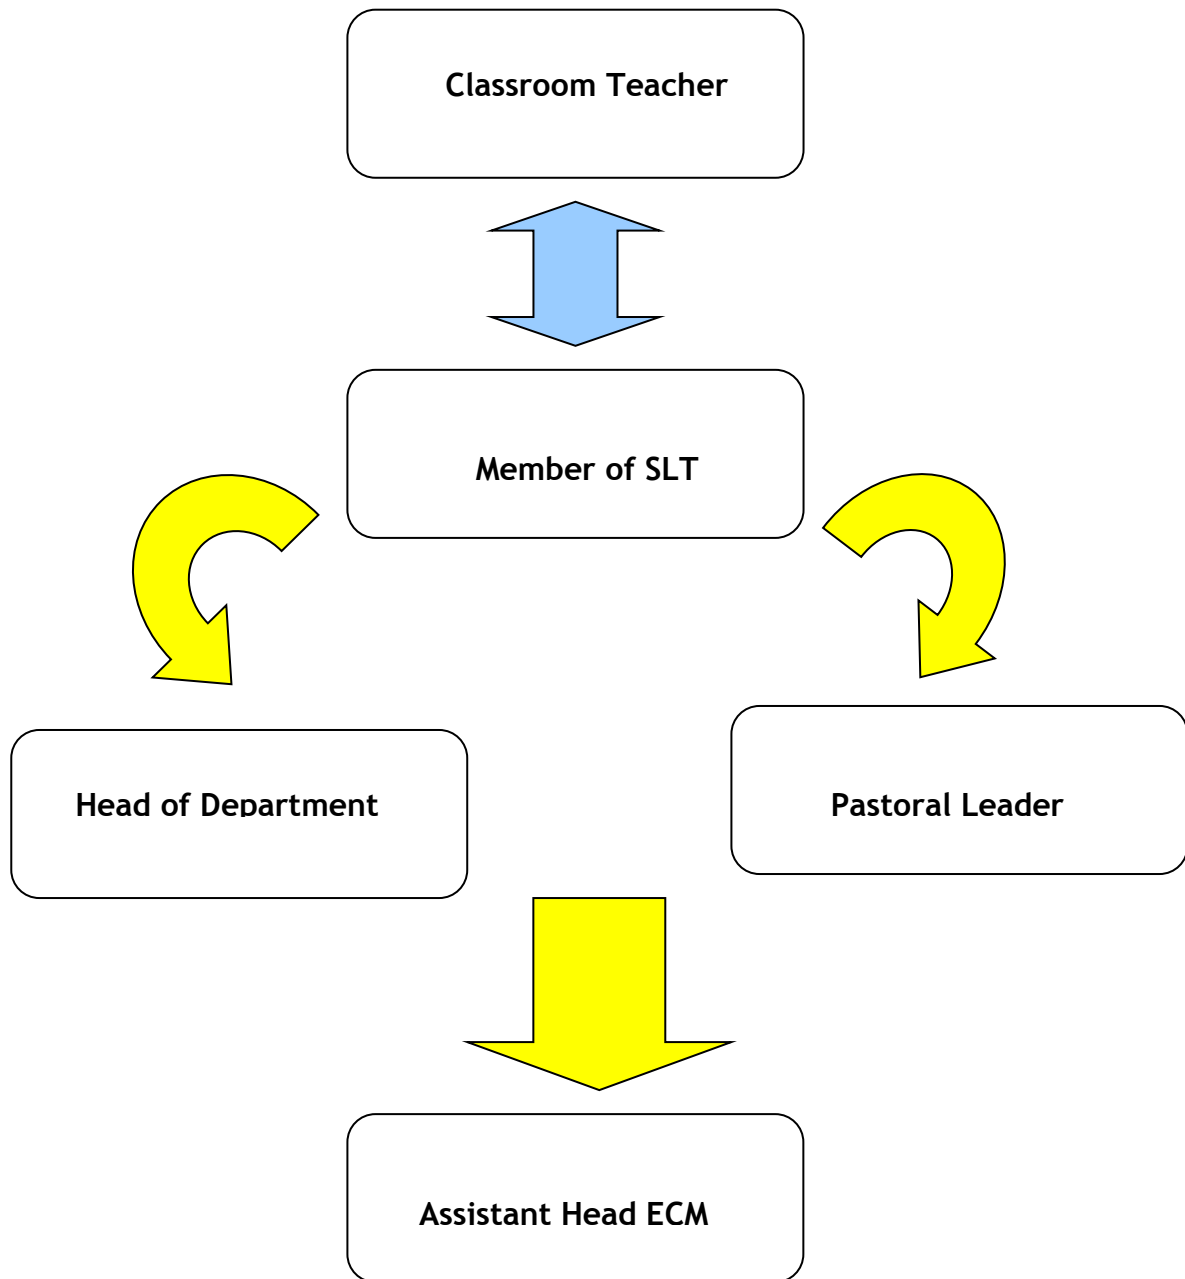 Classroom Teacher
Member of SLT
Head of Department
Pastoral Leader
Assistant Head ECM